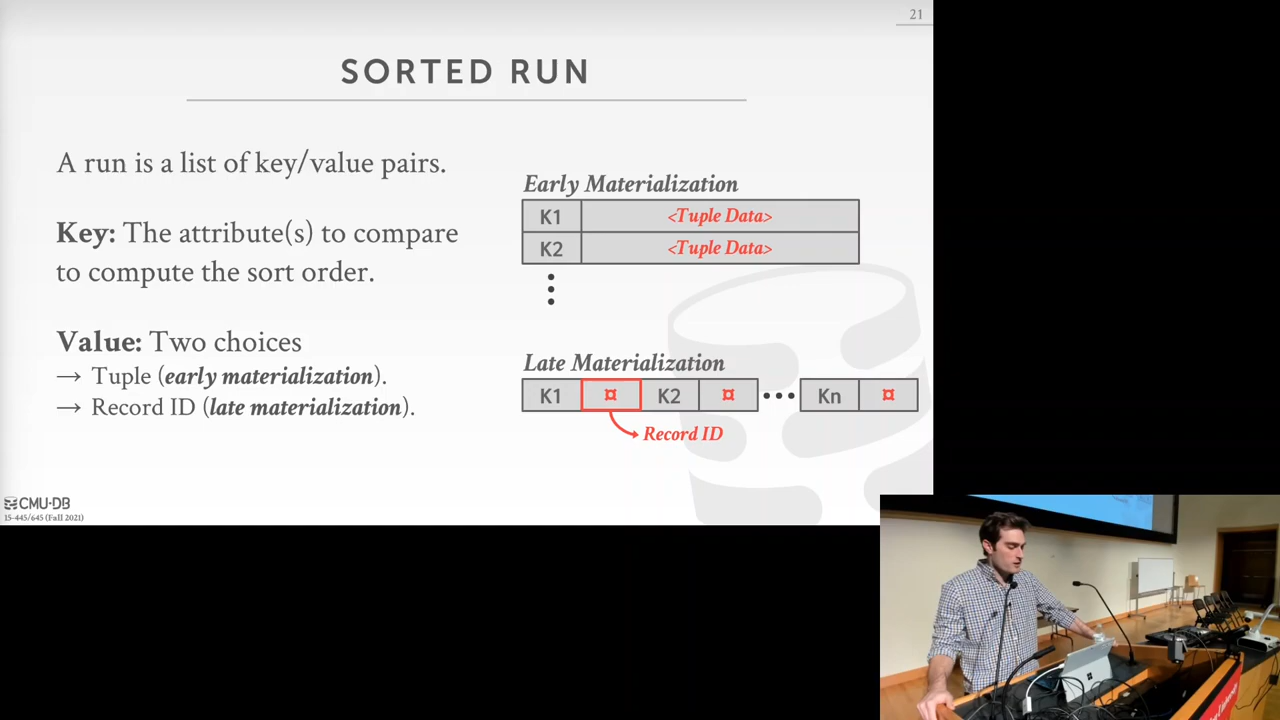 21
SORTED RUN
A run is a list of key/value pairs.
Key: The attribute(s) to compare
to compute the sort order.
Value: Two choices
→ Tuple (early materialization).
→ Record ID (late materialization).
Early Materialization
K1 <Tuple Data>
K2 <Tuple Data>
Late Materialization
K1 ¤ K2 ¤ ••• Kn ¤
Record ID
CMU·DB
15-445/645 (Fall 2021)